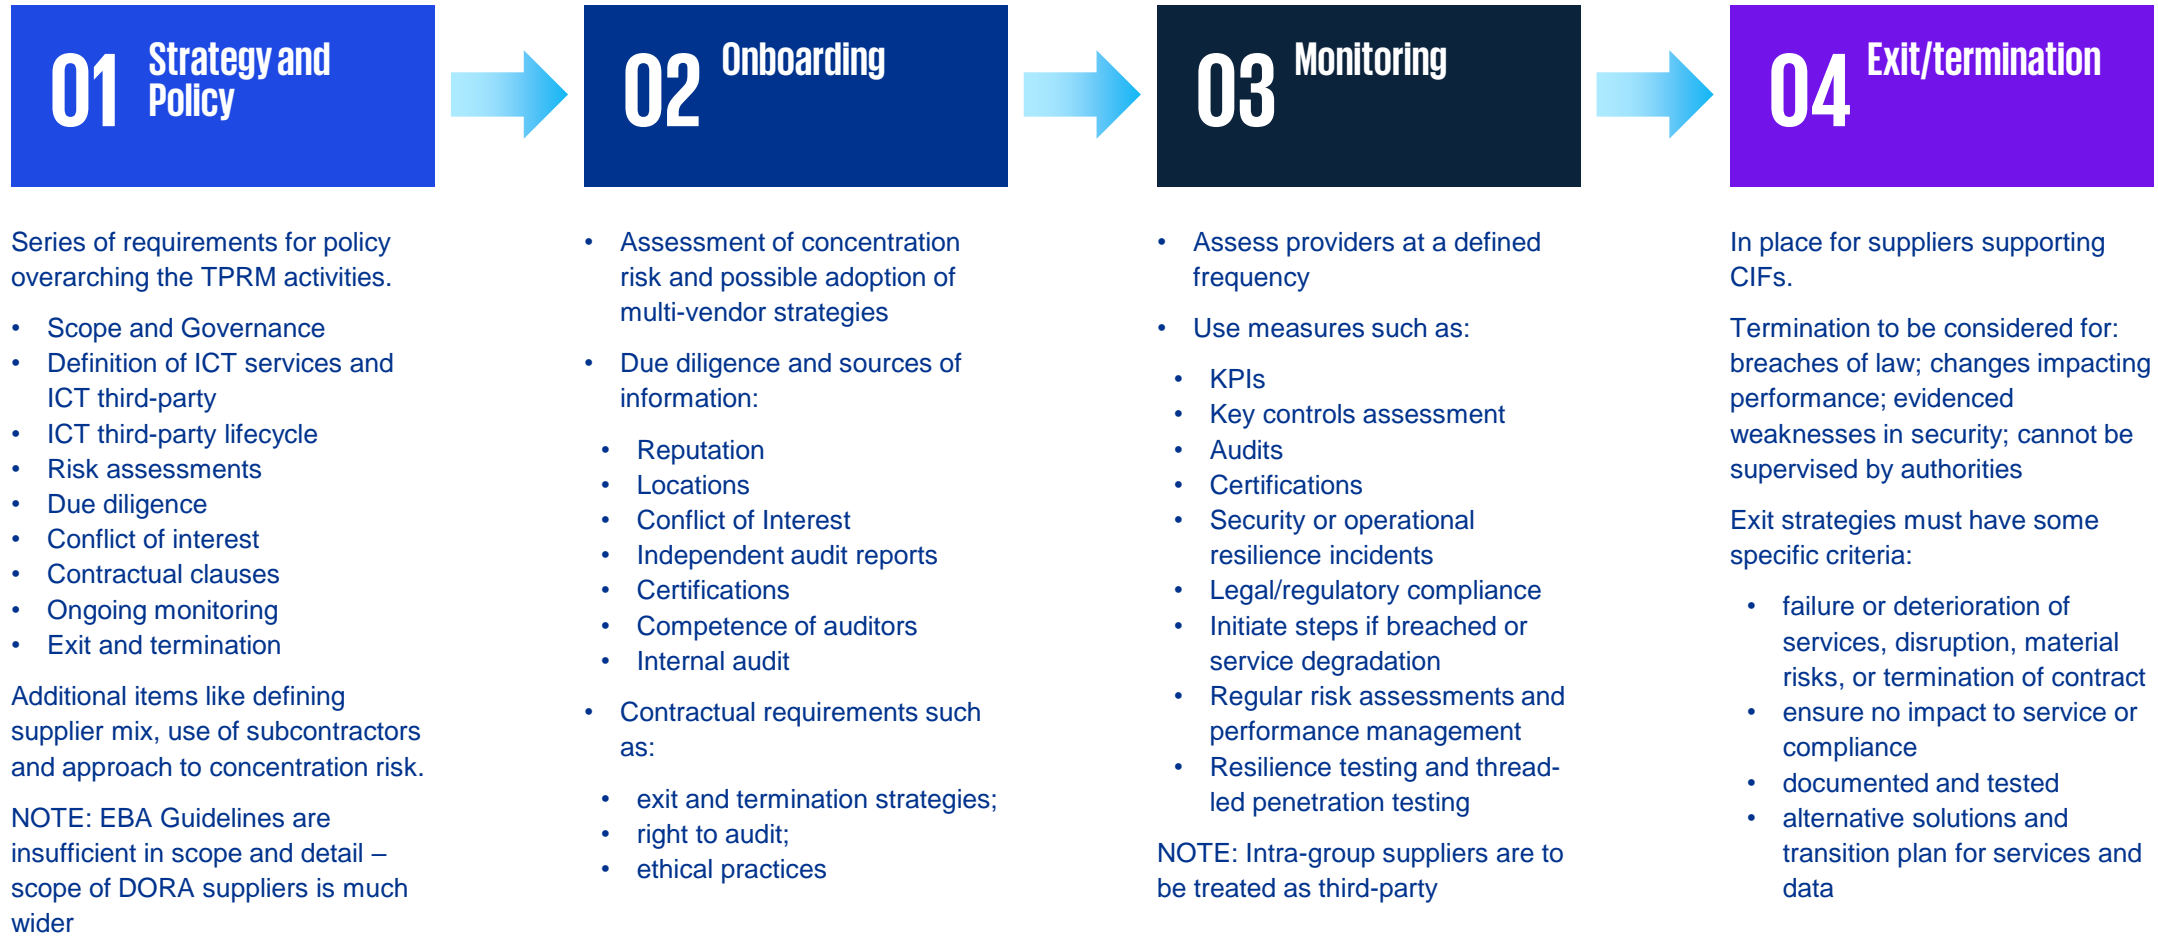 01 Strategy and
Policy
Series of requirements for policy
overarching the TPRM activities.
• Scope and Governance
• Definition of ICT services and
ICT third-party
• ICT third-party lifecycle
• Risk assessments
• Due diligence
• Conflict of interest
• Contractual clauses
• Ongoing monitoring
• Exit and termination
Additional items like defining
supplier mix, use of subcontractors
and approach to concentration risk.
NOTE: EBA Guidelines are
insufficient in scope and detail –
scope of DORA suppliers is much
wider
02 Onboarding
• Assessment of concentration
risk and possible adoption of
multi-vendor strategies
• Due diligence and sources of
information:
• Reputation
• Locations
• Conflict of Interest
• Independent audit reports
• Certifications
• Competence of auditors
• Internal audit
• Contractual requirements such
as:
• exit and termination strategies;
• right to audit;
• ethical practices
03 Monitoring
• Assess providers at a defined
frequency
• Use measures such as:
• KPIs
• Key controls assessment
• Audits
• Certifications
• Security or operational
resilience incidents
• Legal/regulatory compliance
• Initiate steps if breached or
service degradation
• Regular risk assessments and
performance management
• Resilience testing and thread-
led penetration testing
NOTE: Intra-group suppliers are to
be treated as third-party
04 Exit/termination
In place for suppliers supporting
CIFs.
Termination to be considered for:
breaches of law; changes impacting
performance; evidenced
weaknesses in security; cannot be
supervised by authorities
Exit strategies must have some
specific criteria:
• failure or deterioration of
services, disruption, material
risks, or termination of contract
• ensure no impact to service or
compliance
• documented and tested
• alternative solutions and
transition plan for services and
data